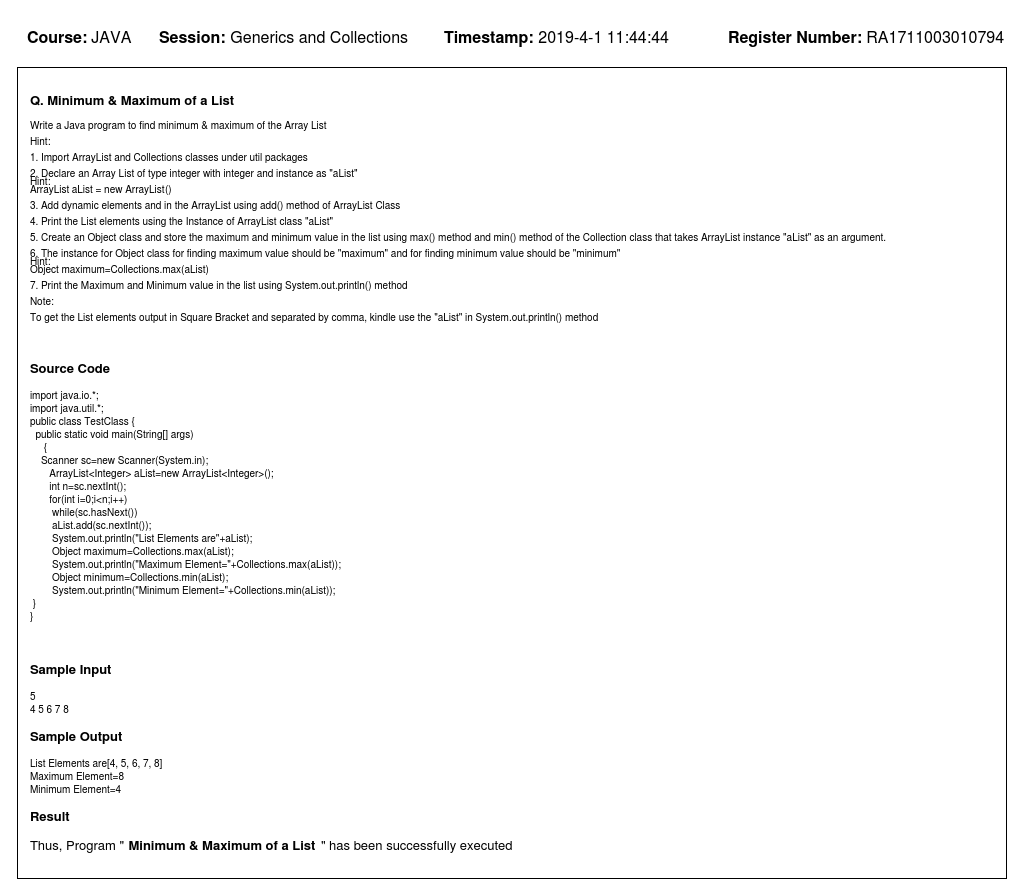 Course: JAVA Session: Generics and Collections Timestamp: 2019-4-1 11:44:44 Register Number: RA1711003010794
Q. Minimum & Maximum of a List
Write a Java program to find minimum & maximum of the Array List
Hint:
1. Import ArrayList and Collections classes under util packages
2. Declare an Array List of type integer with integer and instance as "aList"
Hint:
ArrayList aList = new ArrayList()
3. Add dynamic elements and in the ArrayList using add() method of ArrayList Class
4. Print the List elements using the Instance of ArrayList class "aList"
5. Create an Object class and store the maximum and minimum value in the list using max() method and min() method of the Collection class that takes ArrayList instance "aList" as an argument.
6. The instance for Object class for finding maximum value should be "maximum" and for finding minimum value should be "minimum"
Hint:
Object maximum=Collections.max(aList)
7. Print the Maximum and Minimum value in the list using System.out.println() method
Note:
To get the List elements output in Square Bracket and separated by comma, kindle use the "aList" in System.out.println() method
Source Code
import java.io.*;
import java.util.*;
public class TestClass {
public static void main(String[] args)
{
Scanner sc=new Scanner(System.in);
ArrayList<Integer> aList=new ArrayList<Integer>();
int n=sc.nextInt();
for(int i=0;i<n;i++)
while(sc.hasNext())
aList.add(sc.nextInt());
System.out.println("List Elements are"+aList);
Object maximum=Collections.max(aList);
System.out.println("Maximum Element="+Collections.max(aList));
Object minimum=Collections.min(aList);
System.out.println("Minimum Element="+Collections.min(aList));
}
}
Sample Input
5
4 5 6 7 8
Sample Output
List Elements are[4, 5, 6, 7, 8]
Maximum Element=8
Minimum Element=4
Result
Thus, Program " Minimum & Maximum of a List " has been successfully executed